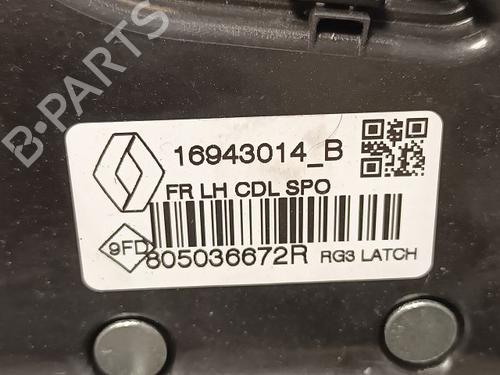 B-PARTS
16943014_B
FR LH CDL SPO
9FD
805036672R RG3 LATCH